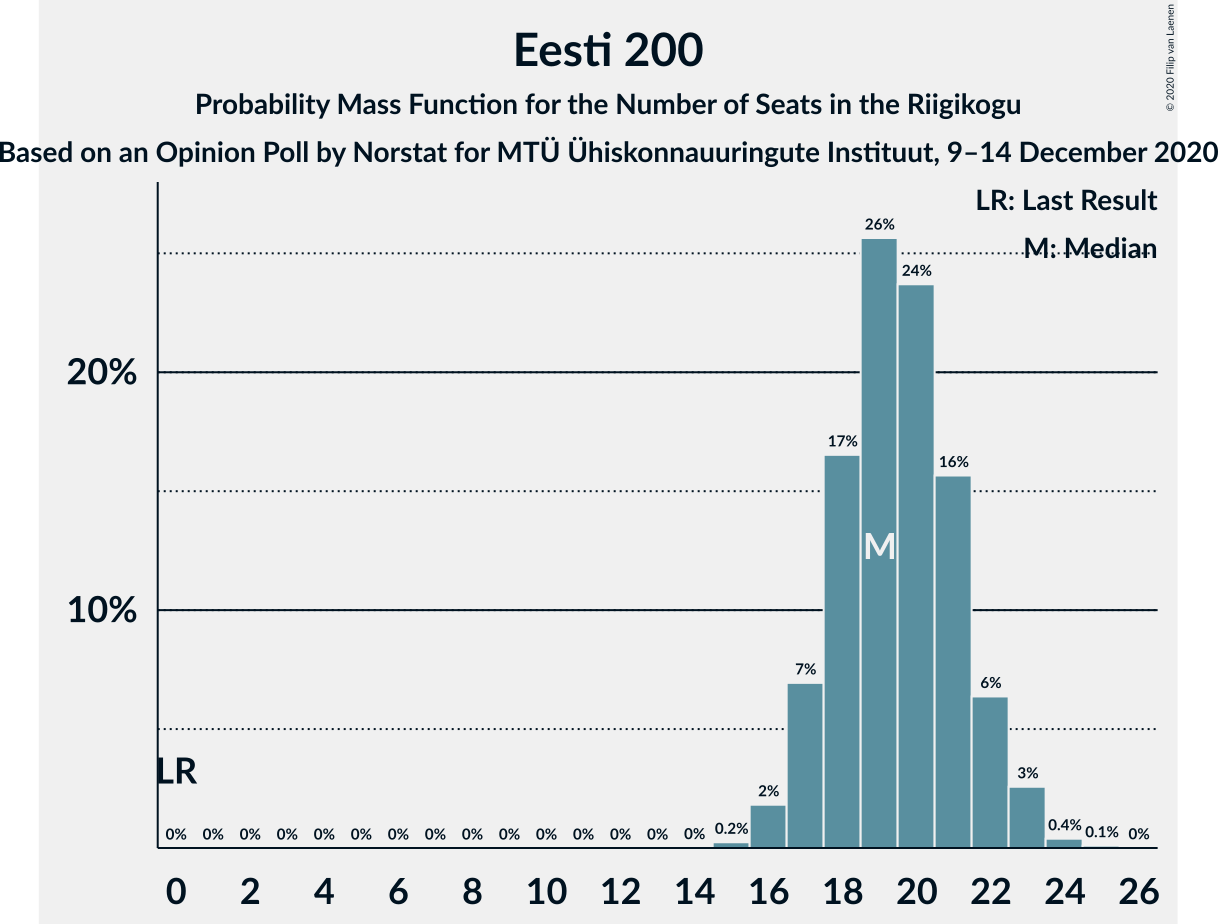 Eesti 200
Probability Mass Function for the Number of Seats in the Riigikogu
Based on an Opinion Poll by Norstat for MTÜ Ühiskonnauuringute Instituut, 9–14 December 2020
© 2020 Filip van Laenen
LR: Last Result
M: Median
26%
24%
20%
17%
16%
M
10%
7%
6%
LR
3%
2%
0% 0% 0% 0% 0% 0% 0% 0% 0% 0% 0% 0% 0% 0% 0% 0.2% 0.4% 0.1% 0%
0 2 4 6 8 10 12 14 16 18 20 22 24 26